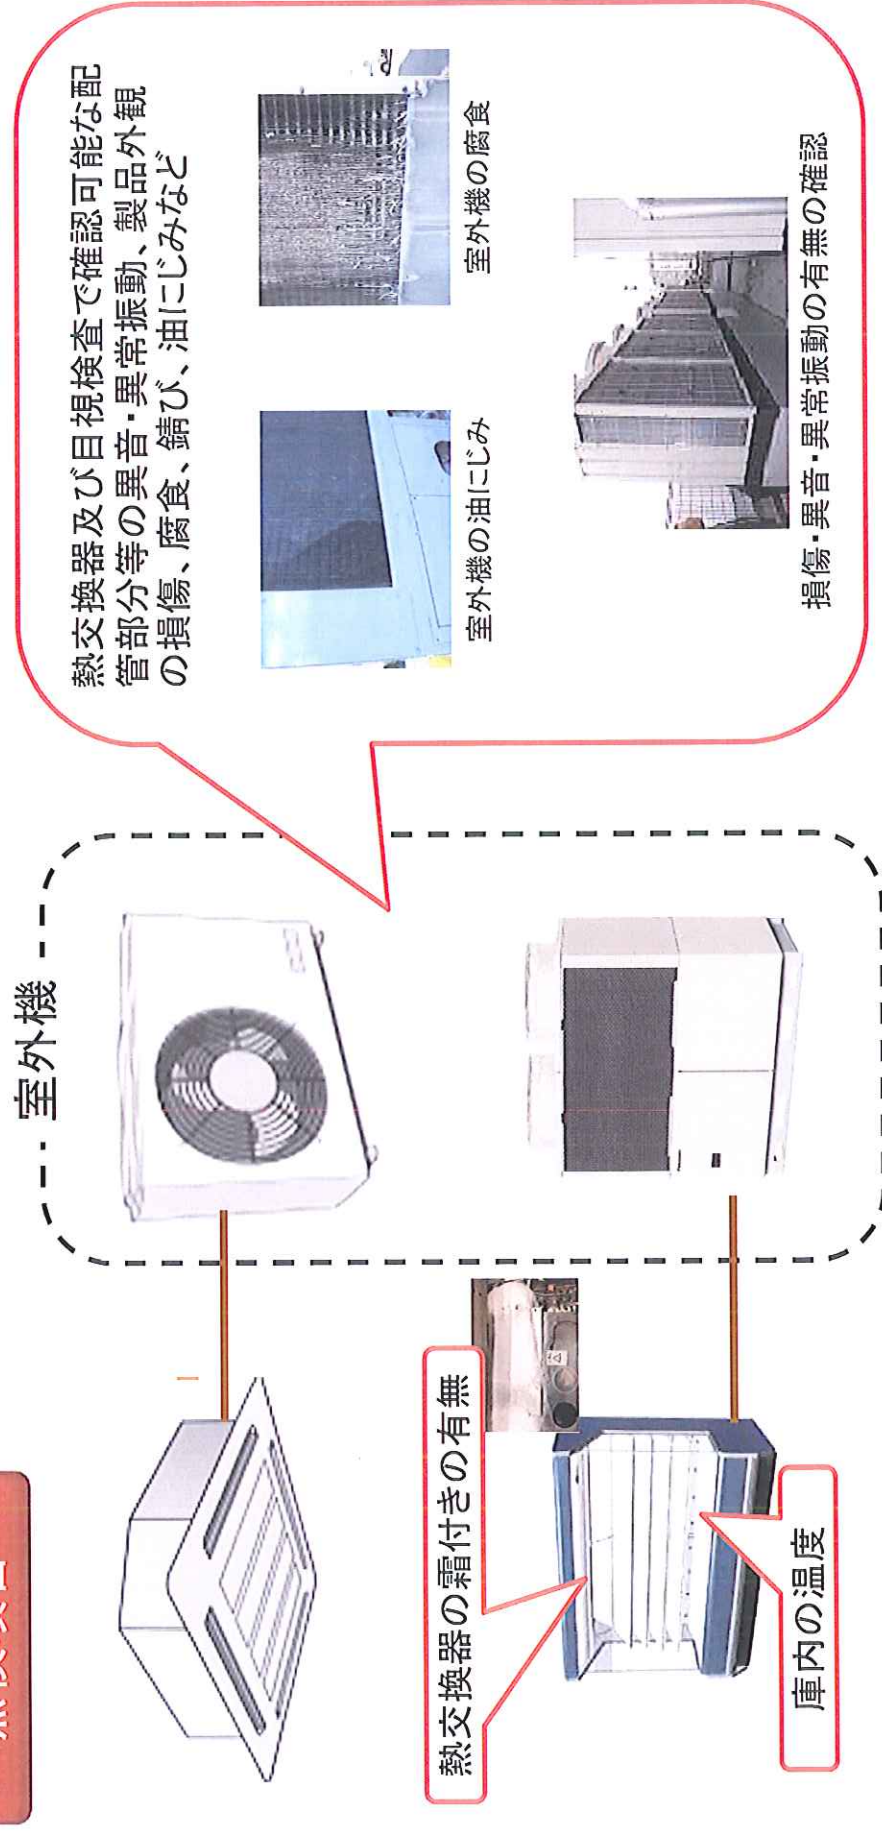 点検項目
室外機
熱交換器及び目視検査で確認可能な配
管部分等の異音・異常振動、製品外観
の損傷、腐食、錆び、油にじみなど
室外機の油にじみ
室外機の腐食
損傷・異音・異常振動の有無の確認
熱交換器の霜付きの有無
庫内の温度